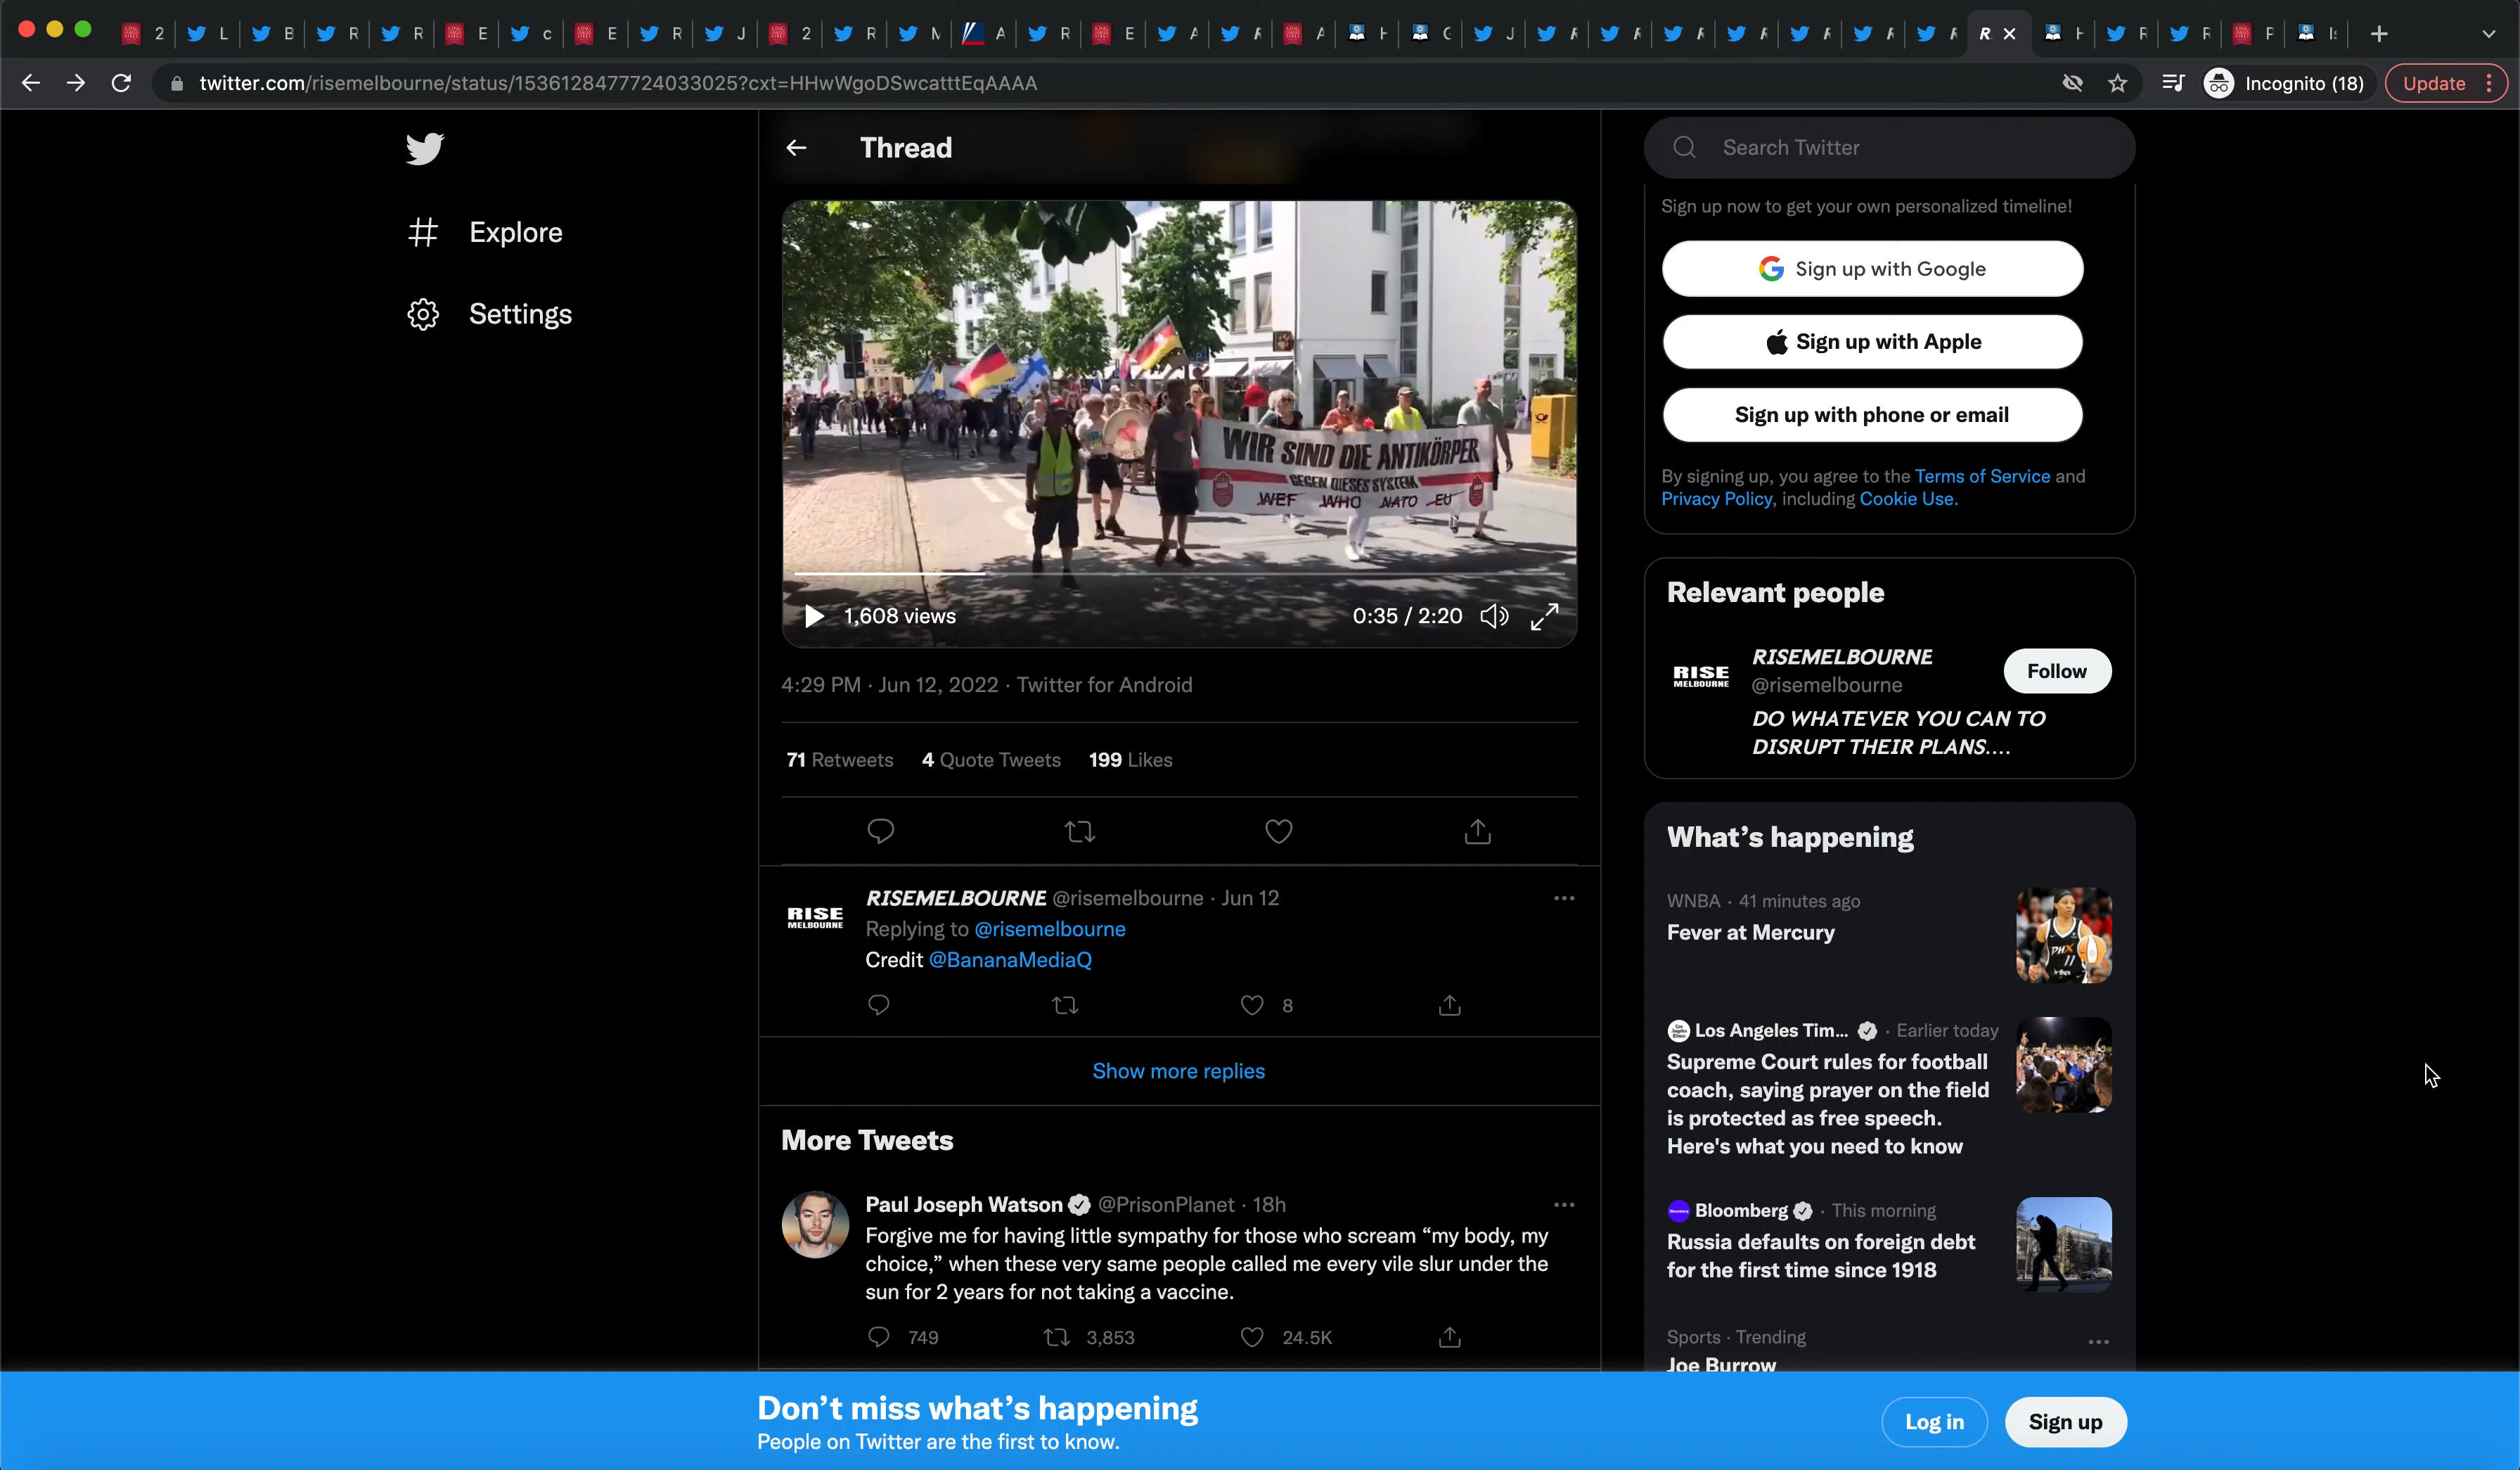 2
L
B
R
R
E
c
E
R
J
2
R
M
A
R
E
A
A
H
G
J
R
H
R
R
P
Is
twitter.com/risemelbourne/status/1536128477724033025?cxt=HHwWgoDSwcatttEqAAAA
Incognito (18)
Update
Explore
Settings
Thread
WIR SIND DIE ANTIKÖRPER
GEGEN DIESES SYSTEM
WEF WHO NATO EU
1,608 views
0:35 / 2:20
4:29 PM · Jun 12, 2022 · Twitter for Android
71 Retweets 4 Quote Tweets 199 Likes
RISE
MELBOURNE
RISEMELBOURNE @risemelbourne · Jun 12
Replying to @risemelbourne
Credit @BananaMediaQ
8
Show more replies
More Tweets
Paul Joseph Watson @PrisonPlanet · 18h
Forgive me for having little sympathy for those who scream “my body, my
choice,” when these very same people called me every vile slur under the
sun for 2 years for not taking a vaccine.
749 3,853 24.5K
Search Twitter
Sign up now to get your own personalized timeline!
Sign up with Google
Sign up with Apple
Sign up with phone or email
By signing up, you agree to the Terms of Service and
Privacy Policy, including Cookie Use.
Relevant people
RISE
MELBOURNE
RISEMELBOURNE
@risemelbourne
Follow
DO WHATEVER YOU CAN TO
DISRUPT THEIR PLANS....
What’s happening
WNBA · 41 minutes ago
Fever at Mercury
PHX
11
Los Angeles Tim... · Earlier today
Supreme Court rules for football
coach, saying prayer on the field
is protected as free speech.
Here's what you need to know
Bloomberg · This morning
Russia defaults on foreign debt
for the first time since 1918
Sports · Trending
Joe Burrow
Don’t miss what’s happening
People on Twitter are the first to know.
Log in
Sign up